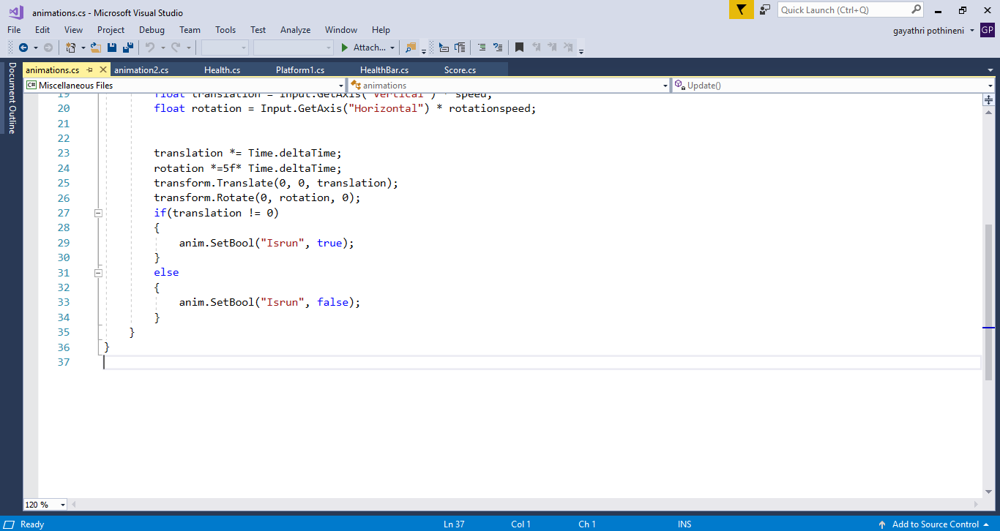 animations.cs - Microsoft Visual Studio
Quick Launch (Ctrl+Q)
File Edit View Project Debug Team Tools Test Analyze Window Help
gayathri pothineni GP
Attach...
Document Outline
animations.cs animation2.cs Health.cs Platform1.cs HealthBar.cs Score.cs
C# Miscellaneous Files animations Update()
19 float translation = Input.GetAxis("Vertical") * speed;
20 float rotation = Input.GetAxis("Horizontal") * rotationspeed;
21
22
23 translation *= Time.deltaTime;
24 rotation *=5f* Time.deltaTime;
25 transform.Translate(0, 0, translation);
26 transform.Rotate(0, rotation, 0);
27 if(translation != 0)
28 {
29 anim.SetBool("Isrun", true);
30 }
31 else
32 {
33 anim.SetBool("Isrun", false);
34 }
35 }
36 }
37
120 %
Ready Ln 37 Col 1 Ch 1 INS Add to Source Control